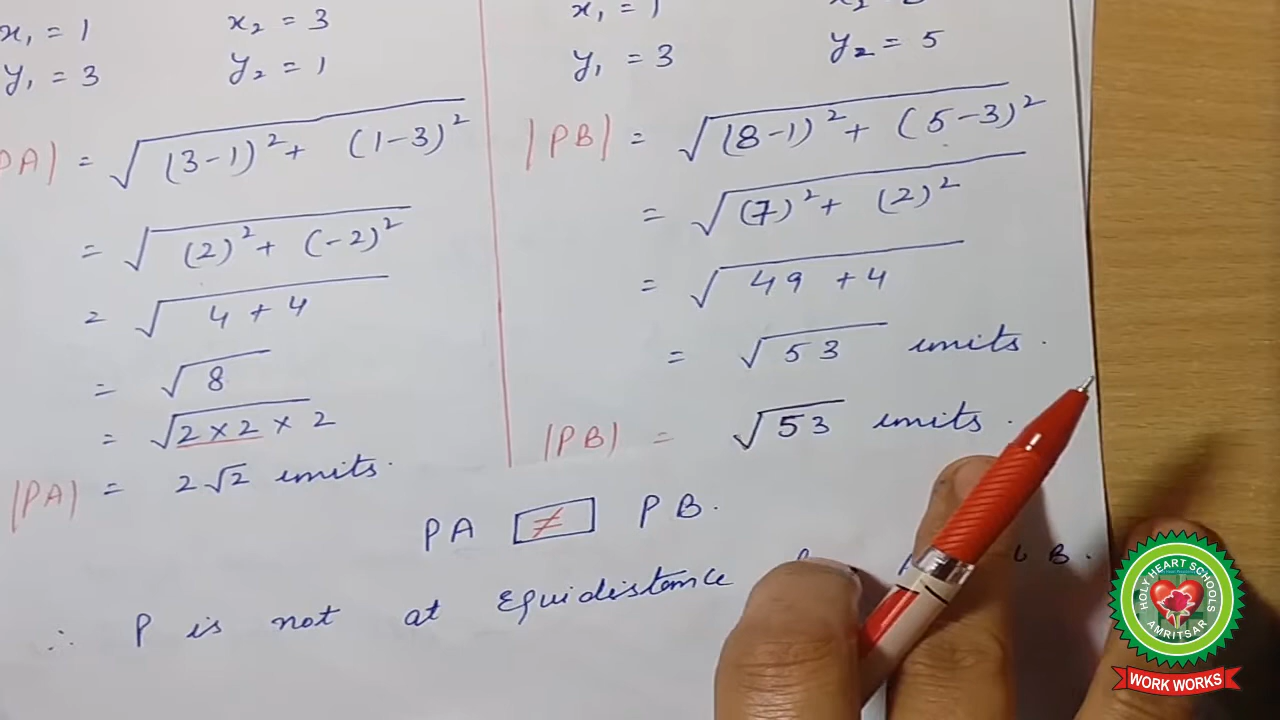 x₁ = 1 x₂ = 3
y₁ = 3 y₂ = 1
PA| = √(3-1)² + (1-3)²
= √(2)² + (-2)²
= √4 + 4
= √8
= √2 × 2 × 2
|PA| = 2√2 units.
x₁ = 1
y₁ = 3 y₂ = 5
|PB| = √(8-1)² + (5-3)²
= √(7)² + (2)²
= √49 + 4
= √53 units.
|PB| = √53 units.
PA ≠ PB.
∴ P is not at Equidistance B.
HOLY HEART SCHOOLS
AMRITSAR
WORK WORKS